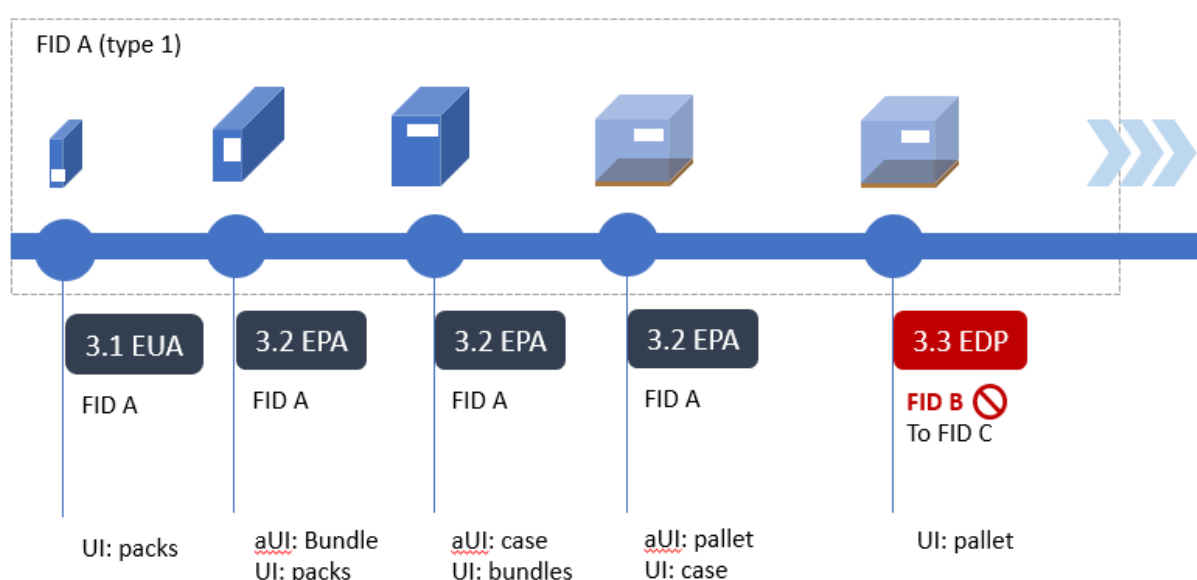 FID A (type 1)
3.1 EUA
3.2 EPA
3.2 EPA
3.2 EPA
3.3 EDP
FID A
FID A
FID A
FID A
FID B
To FID C
UI: packs
aUI: Bundle
UI: packs
aUI: case
UI: bundles
aUI: pallet
UI: case
UI: pallet